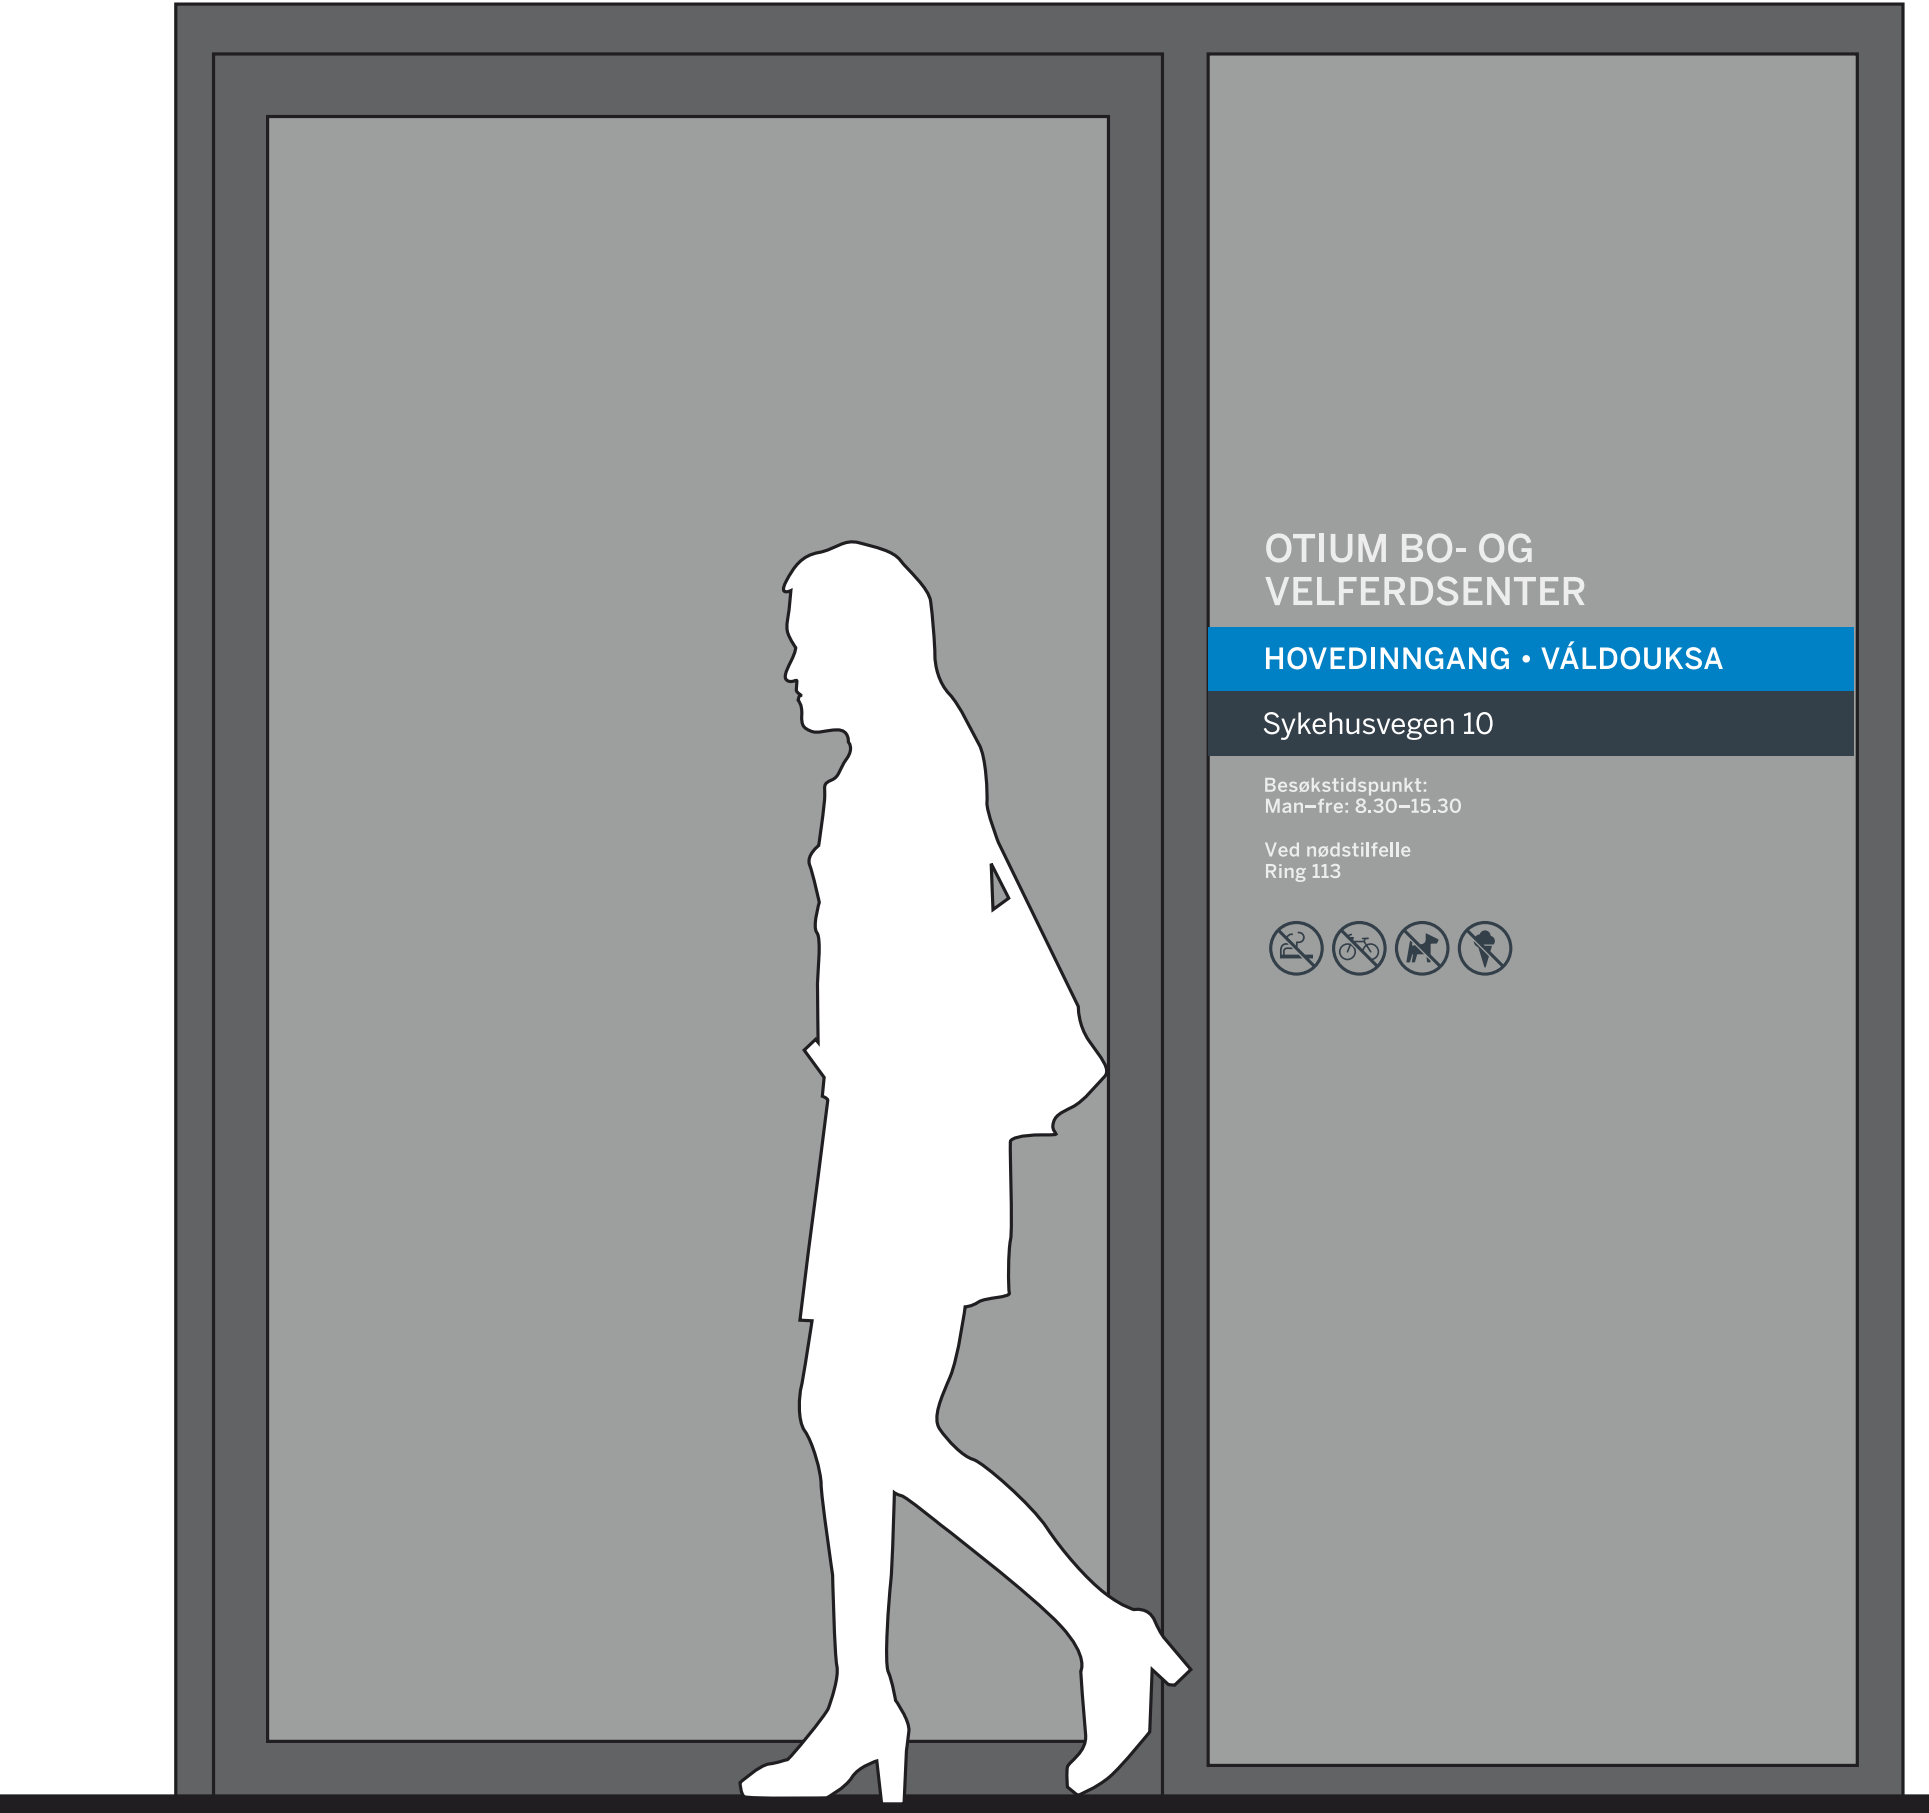 OTIUM BO- OG
VELFERDSENTER
HOVEDINNGANG • VÁLDOUKSA
Sykehusvegen 10
Besøkstidspunkt:
Man–fre: 8.30–15.30
Ved nødstilfelle
Ring 113